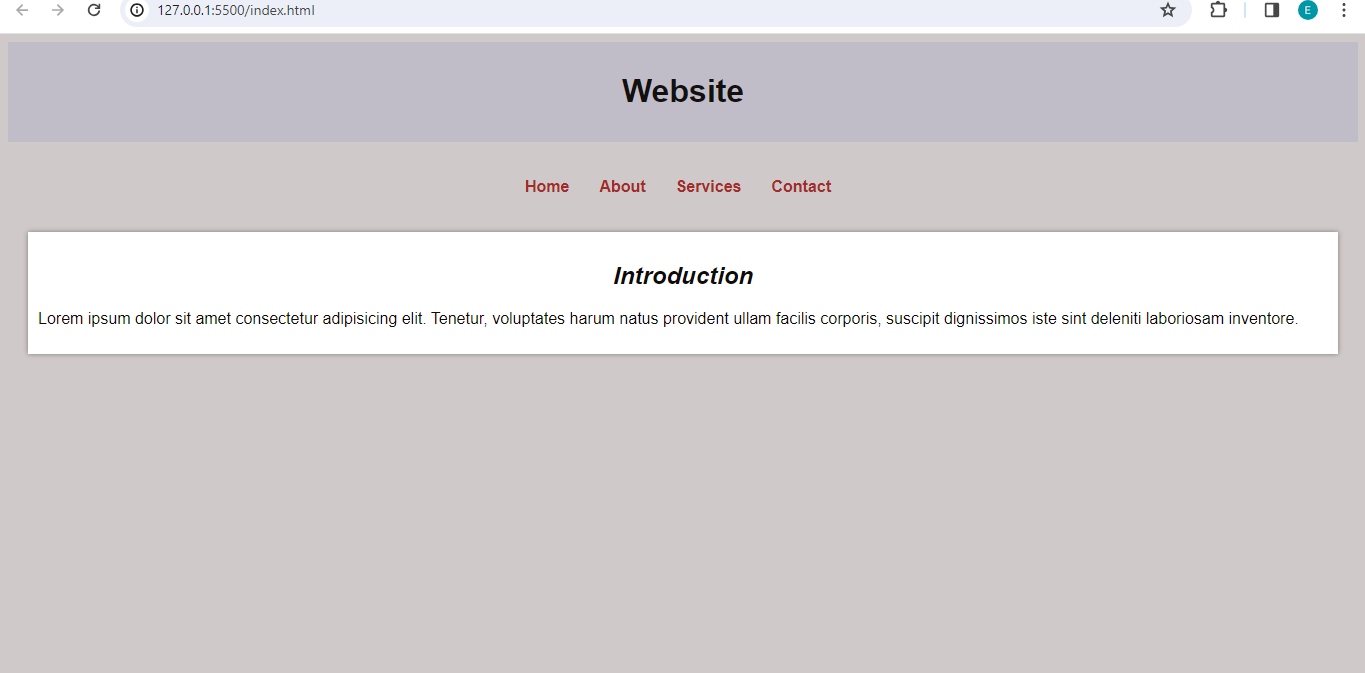 127.0.0.1:5500/index.html
E
Website
Home About Services Contact
Introduction
Lorem ipsum dolor sit amet consectetur adipisicing elit. Tenetur, voluptates harum natus provident ullam facilis corporis, suscipit dignissimos iste sint deleniti laboriosam inventore.